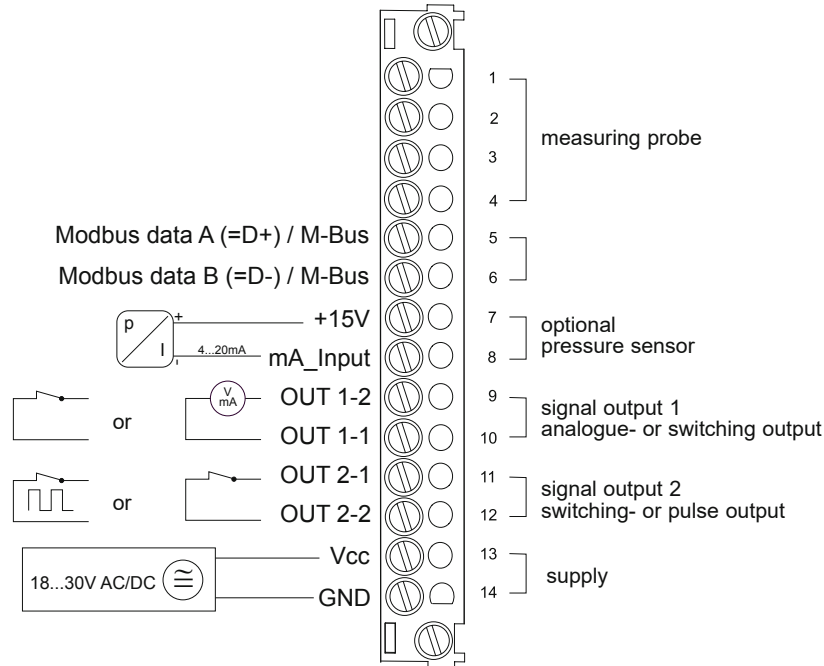 1
2
measuring probe
3
4
Modbus data A (=D+) / M-Bus 5
Modbus data B (=D-) / M-Bus 6
p + +15V 7
optional
pressure sensor
I - 4...20mA mA_Input 8
V
mA
OUT 1-2 9
or
signal output 1
analogue- or switching output
OUT 1-1 10
OUT 2-1 11
or
signal output 2
switching- or pulse output
OUT 2-2 12
Vcc 13
18...30V AC/DC
supply
GND 14